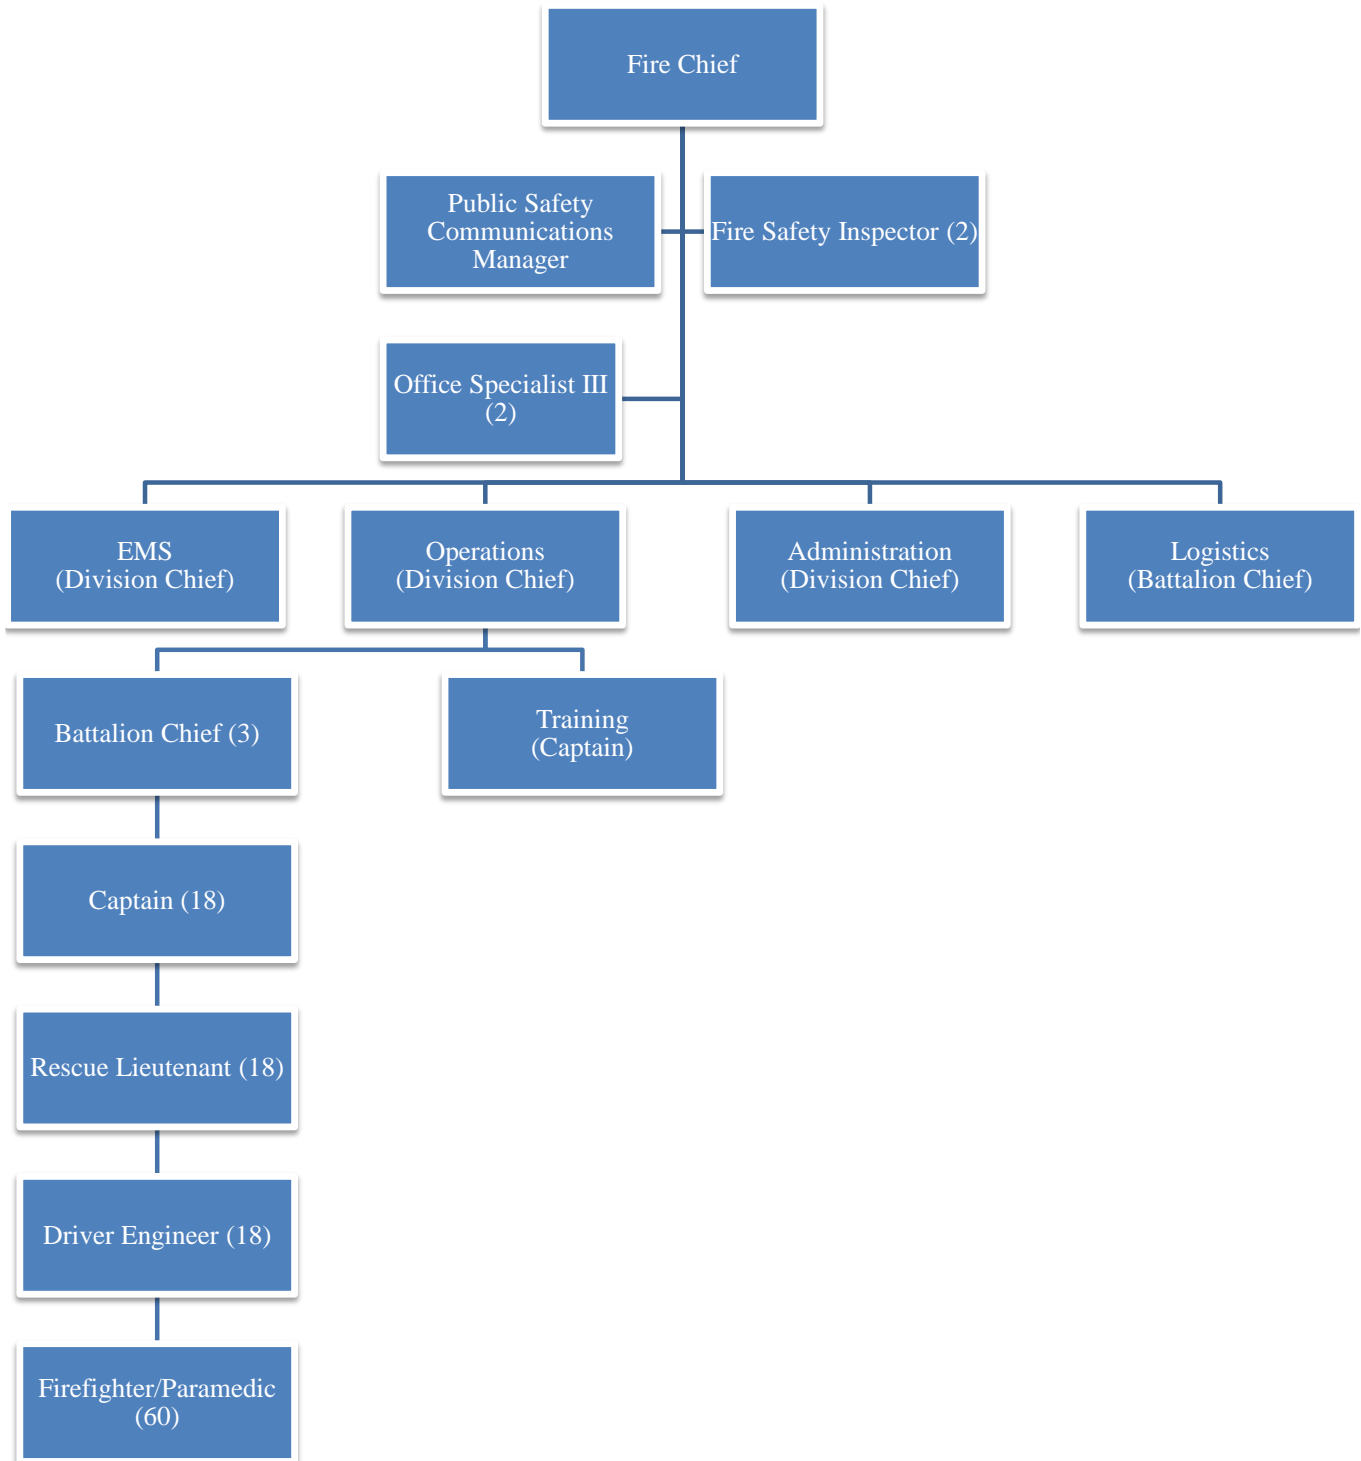 Fire Chief
Public Safety
Communications
Manager
Fire Safety Inspector (2)
Office Specialist III
(2)
EMS
(Division Chief)
Operations
(Division Chief)
Administration
(Division Chief)
Logistics
(Battalion Chief)
Battalion Chief (3)
Training
(Captain)
Captain (18)
Rescue Lieutenant (18)
Driver Engineer (18)
Firefighter/Paramedic
(60)